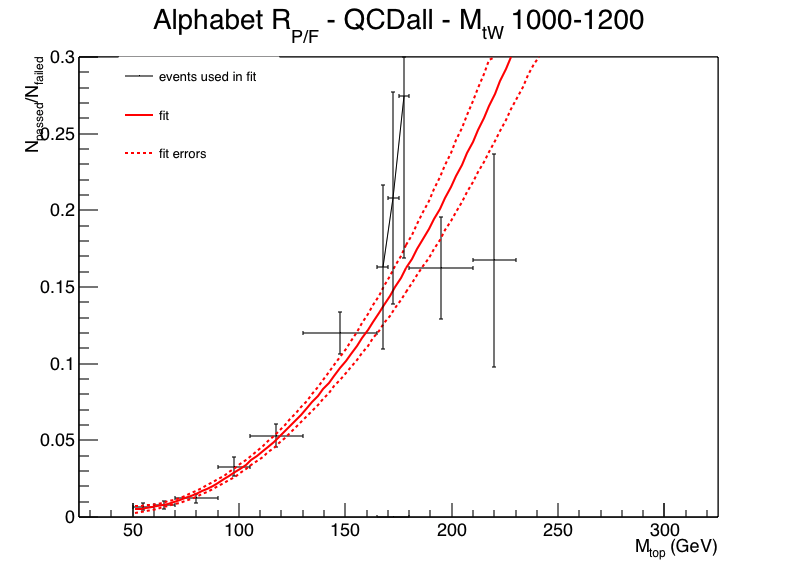 Alphabet R_P/F - QCDall - M_tW 1000-1200
N_passed/N_failed
events used in fit
fit
fit errors
0.3
0.25
0.2
0.15
0.1
0.05
0
50 100 150 200 250 300
M_top (GeV)